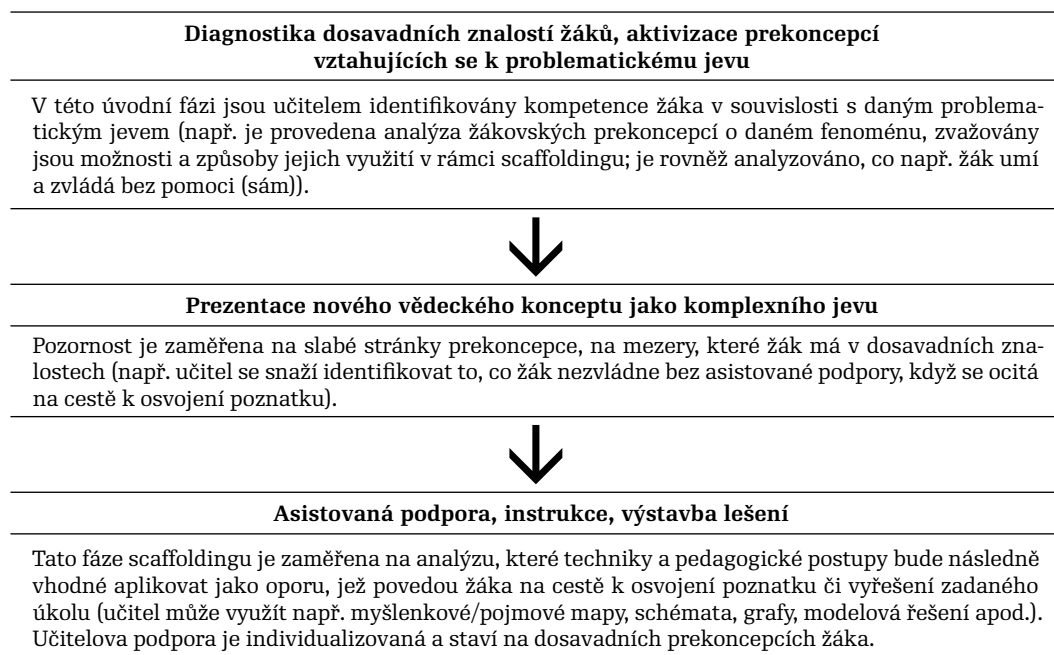 Diagnostika dosavadních znalostí žáků, aktivizace prekoncepcí
vztahujících se k problematickému jevu
V této úvodní fázi jsou učitelem identifikovány kompetence žáka v souvislosti s daným problema-
tickým jevem (např. je provedena analýza žákovských prekoncepcí o daném fenoménu, zvažovány
jsou možnosti a způsoby jejich využití v rámci scaffoldingu; je rovněž analyzováno, co např. žák umí
a zvládá bez pomoci (sám)).
Prezentace nového vědeckého konceptu jako komplexního jevu
Pozornost je zaměřena na slabé stránky prekoncepce, na mezery, které žák má v dosavadních zna-
lostech (např. učitel se snaží identifikovat to, co žák nezvládne bez asistované podpory, když se ocitá
na cestě k osvojení poznatku).
Asistovaná podpora, instrukce, výstavba lešení
Tato fáze scaffoldingu je zaměřena na analýzu, které techniky a pedagogické postupy bude následně
vhodné aplikovat jako oporu, jež povedou žáka na cestě k osvojení poznatku či vyřešení zadaného
úkolu (učitel může využít např. myšlenkové/pojmové mapy, schémata, grafy, modelová řešení apod.).
Učitelova podpora je individualizovaná a staví na dosavadních prekoncepcích žáka.